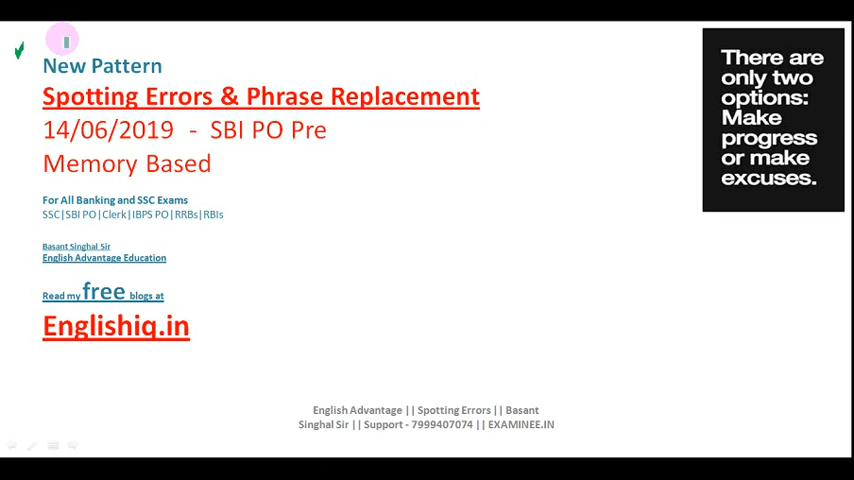 New Pattern
Spotting Errors & Phrase Replacement
14/06/2019 - SBI PO Pre
Memory Based
For All Banking and SSC Exams
SSC|SBI PO|Clerk|IBPS PO|RRBs|RBIs
Basant Singhal Sir
English Advantage Education
Read my free blogs at
Englishiq.in
There are
only two
options:
Make
progress
or make
excuses.
English Advantage || Spotting Errors || Basant
Singhal Sir || Support - 7999407074 || EXAMINEE.IN